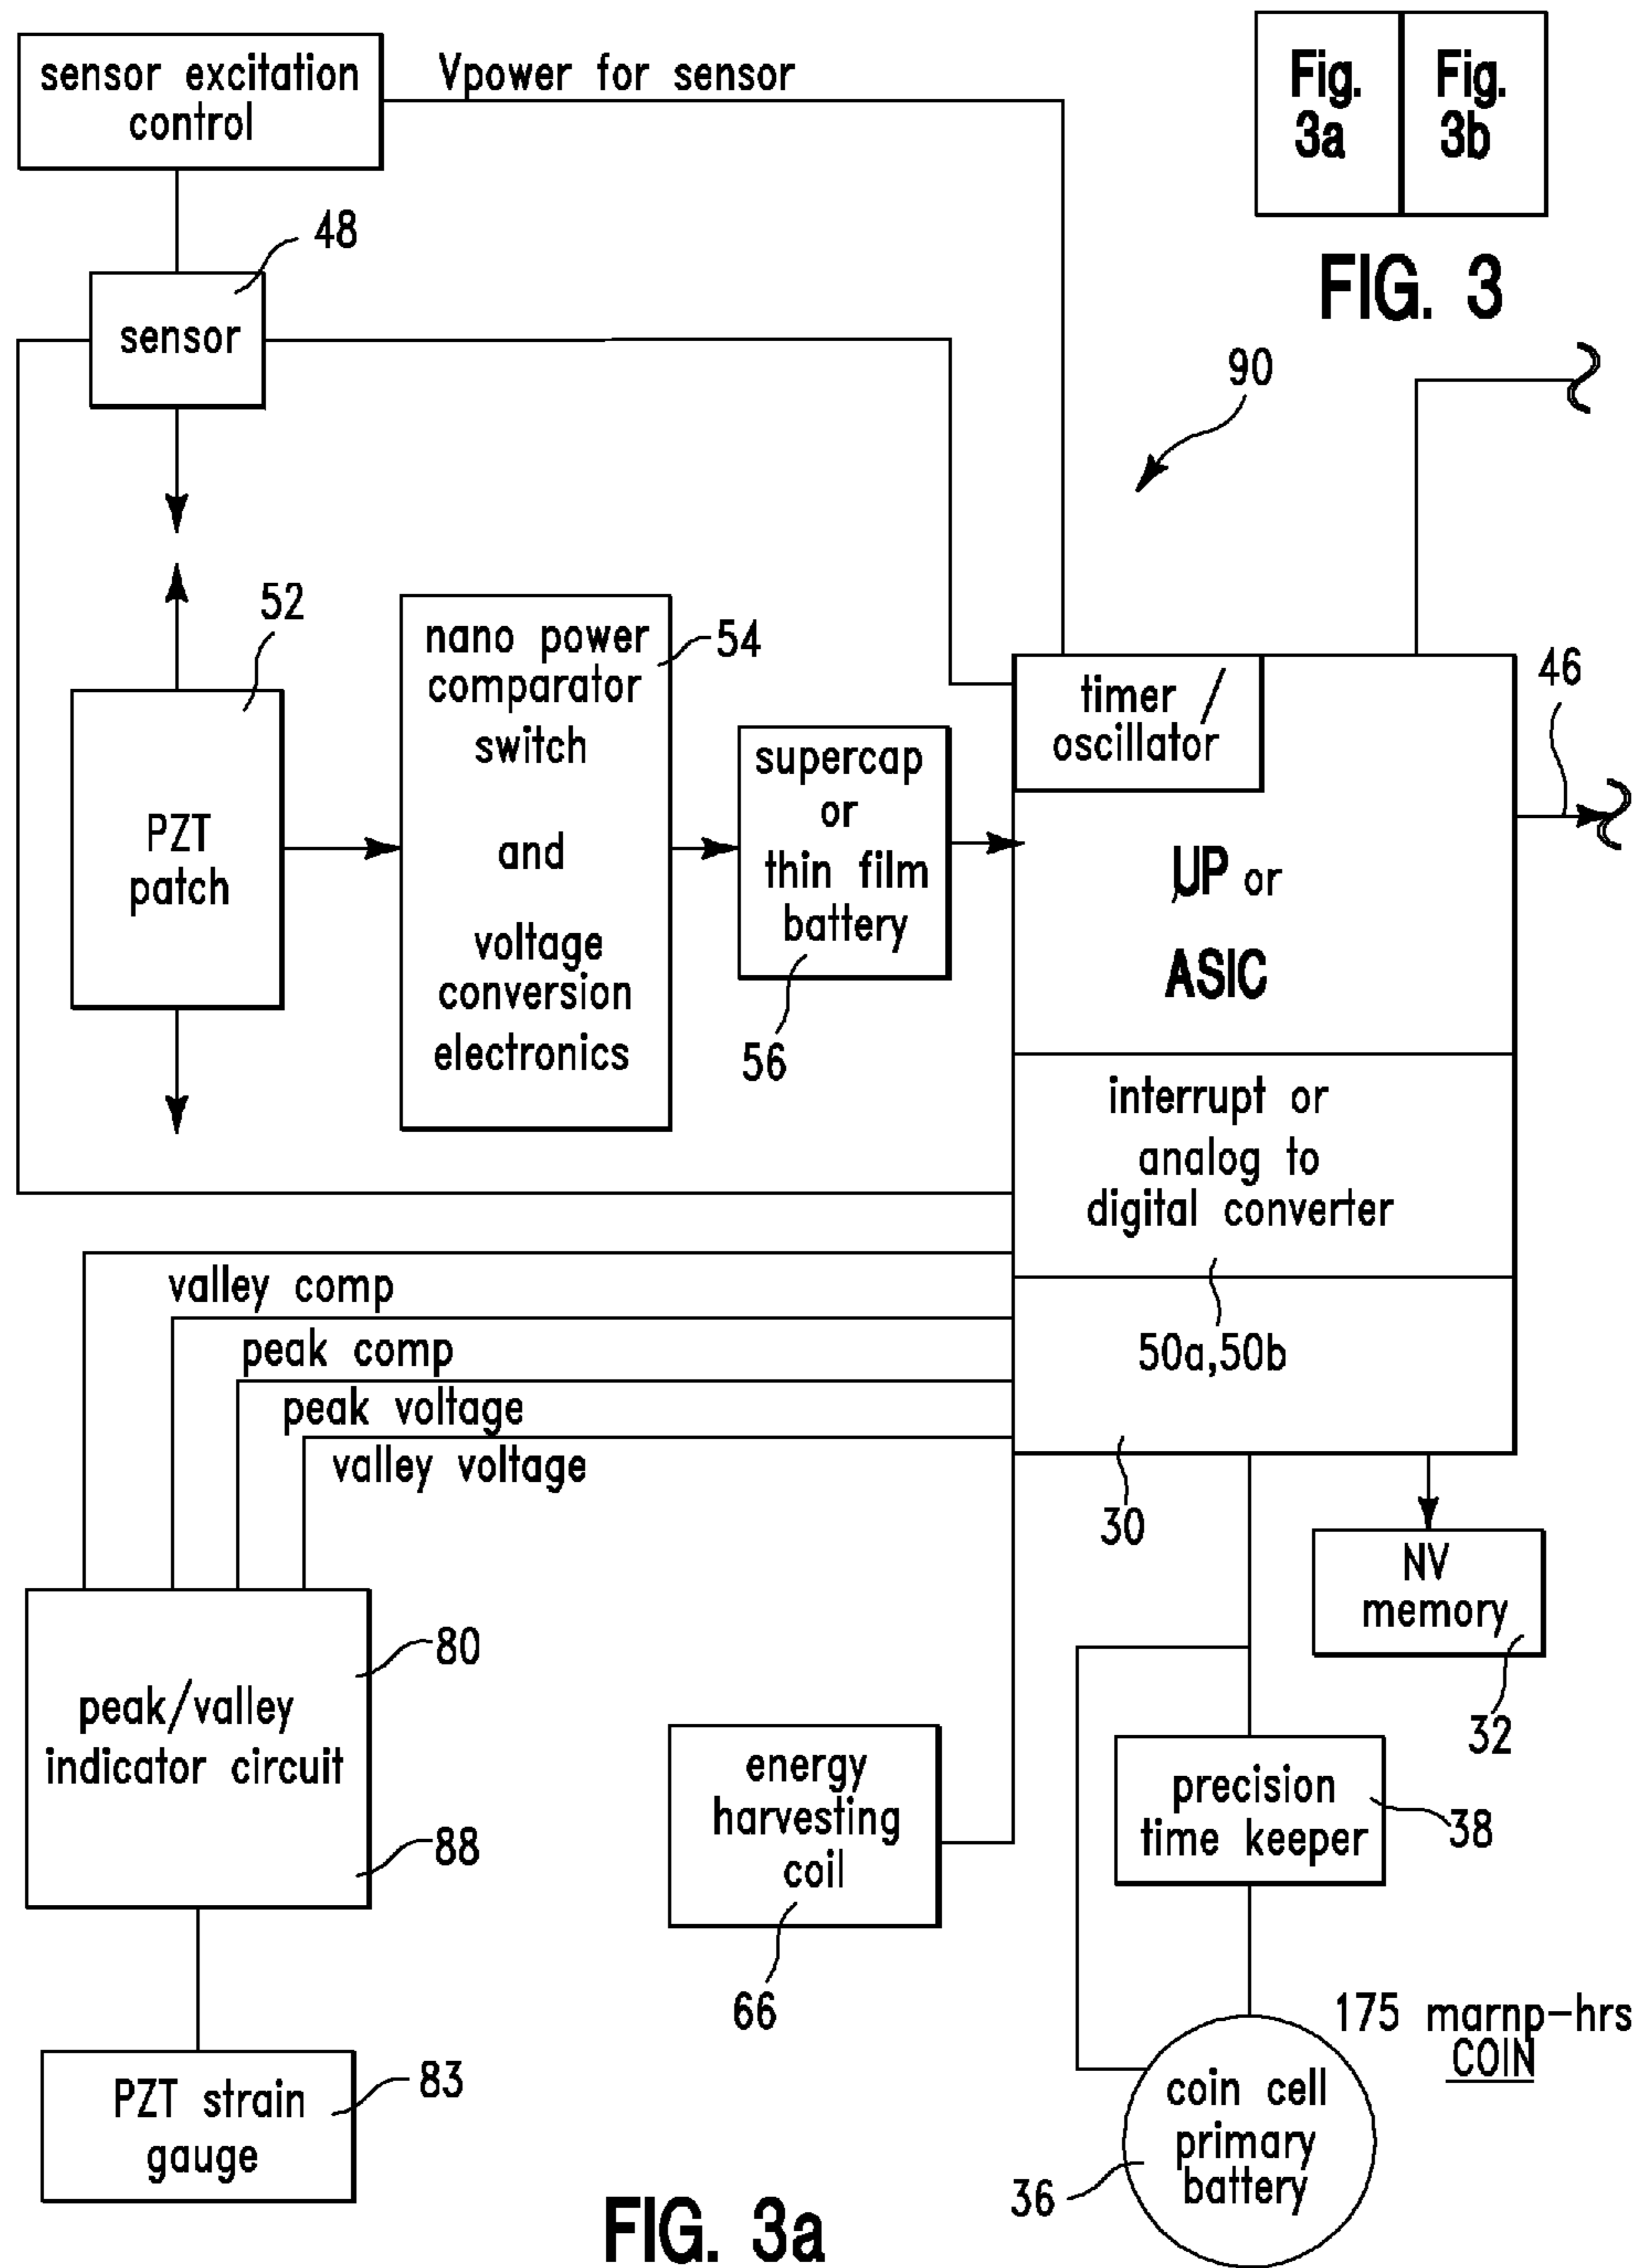 sensor excitation
control
Vpower for sensor
Fig.
3a
Fig.
3b
FIG. 3
48
sensor
90
52
PZT
patch
nano power
comparator
switch
and
voltage
conversion
electronics
54
supercap
or
thin film
battery
56
timer /
oscillator
UP or
ASIC
46
interrupt or
analog to
digital converter
50a,50b
30
valley comp
peak comp
peak voltage
valley voltage
NV
memory
32
80
peak/valley
indicator circuit
88
energy
harvesting
coil
66
precision
time keeper
38
PZT strain
gauge
83
175 marnp-hrs
COIN
coin cell
primary
battery
36
FIG. 3a